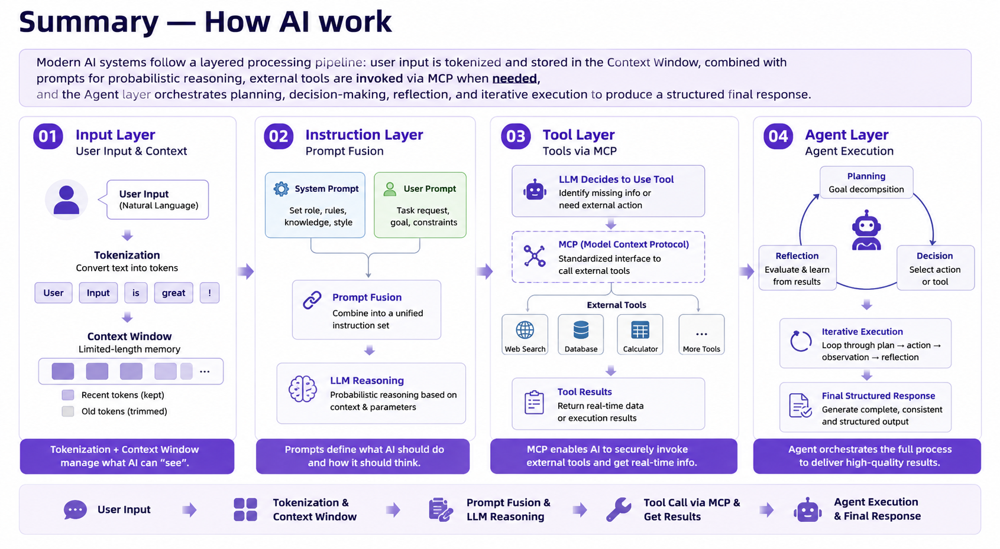 Summary — How AI work
Modern AI systems follow a layered processing pipeline: user input is tokenized and stored in the Context Window, combined with
prompts for probabilistic reasoning, external tools are invoked via MCP when needed,
and the Agent layer orchestrates planning, decision-making, reflection, and iterative execution to produce a structured final response.
01
Input Layer
User Input & Context
User Input
(Natural Language)
Tokenization
Convert text into tokens
User Input is great !
Context Window
Limited-length memory
...
Recent tokens (kept)
Old tokens (trimmed)
Tokenization + Context Window
manage what AI can “see”.
02
Instruction Layer
Prompt Fusion
System Prompt
Set role, rules,
knowledge, style
User Prompt
Task request,
goal, constraints
Prompt Fusion
Combine into a unified
instruction set
LLM Reasoning
Probabilistic reasoning based on
context & parameters
Prompts define what AI should do
and how it should think.
03
Tool Layer
Tools via MCP
LLM Decides to Use Tool
Identify missing info or
need external action
MCP (Model Context Protocol)
Standardized interface to
call external tools
External Tools
Web Search
Database
Calculator
...
More Tools
Tool Results
Return real-time data
or execution results
MCP enables AI to securely invoke
external tools and get real-time info.
04
Agent Layer
Agent Execution
Planning
Goal decompsition
Reflection
Evaluate & learn
from results
Decision
Select action
or tool
Iterative Execution
Loop through plan → action →
observation → reflection
Final Structured Response
Generate complete, consistent
and structured output
Agent orchestrates the full process
to deliver high-quality results.
User Input
Tokenization &
Context Window
Prompt Fusion &
LLM Reasoning
Tool Call via MCP &
Get Results
Agent Execution
& Final Response